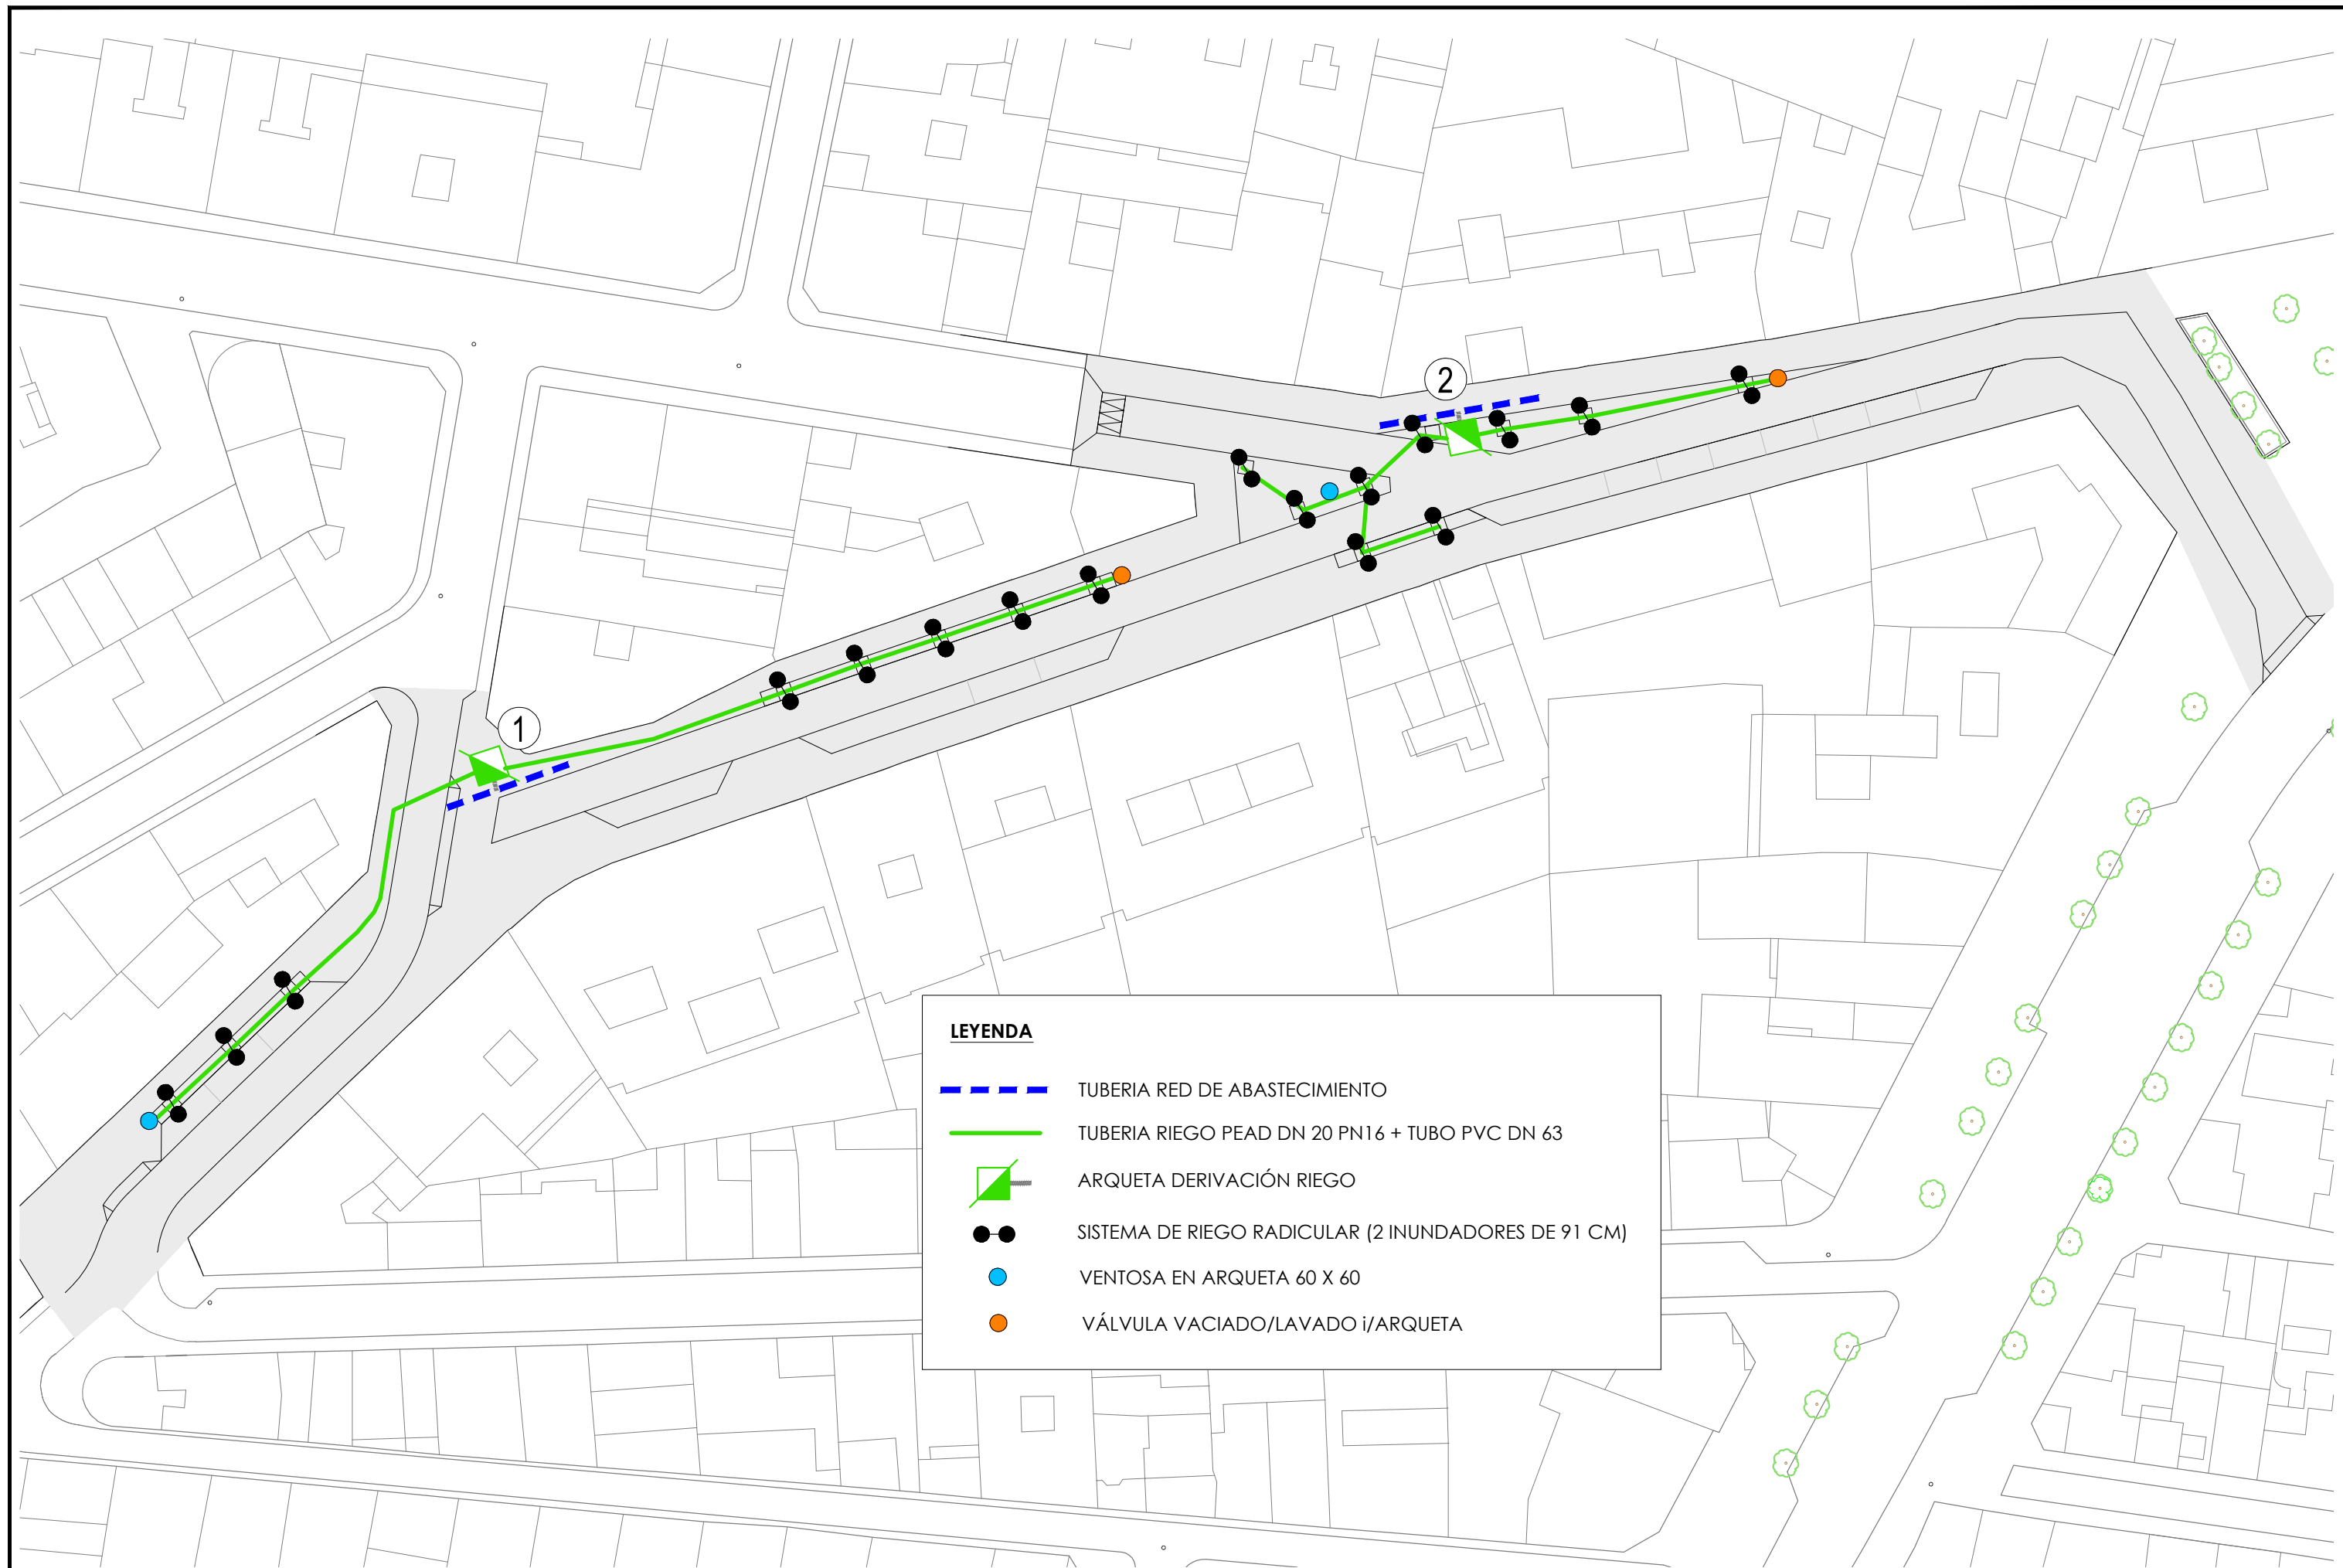 2
1
LEYENDA
TUBERIA RED DE ABASTECIMIENTO
TUBERIA RIEGO PEAD DN 20 PN16 + TUBO PVC DN 63
ARQUETA DERIVACIÓN RIEGO
SISTEMA DE RIEGO RADICULAR (2 INUNDADORES DE 91 CM)
VENTOSA EN ARQUETA 60 X 60
VÁLVULA VACIADO/LAVADO i/ARQUETA